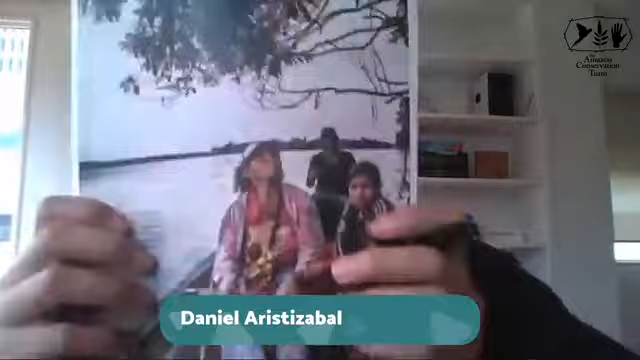 The
Amazon
Conservation
Team
Daniel Aristizabal